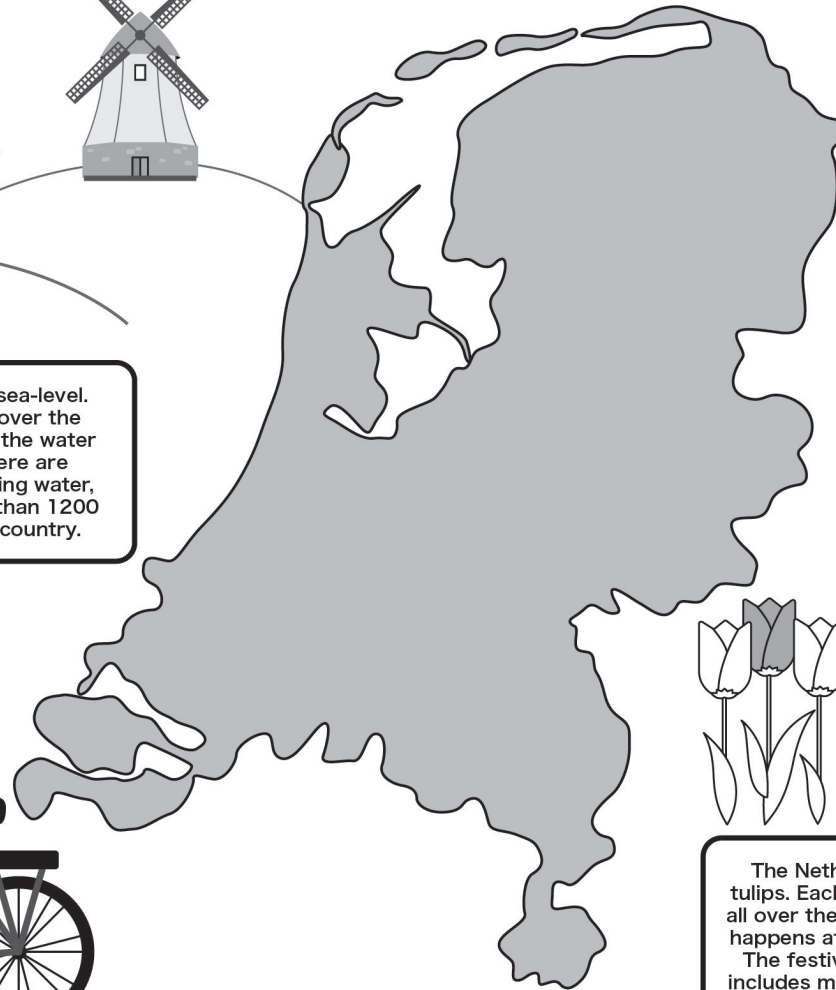 sea-level.
over the
the water
ere are
ing water,
than 1200
country.
The Neth
tulips. Each
all over the
happens at
The festiv
includes m